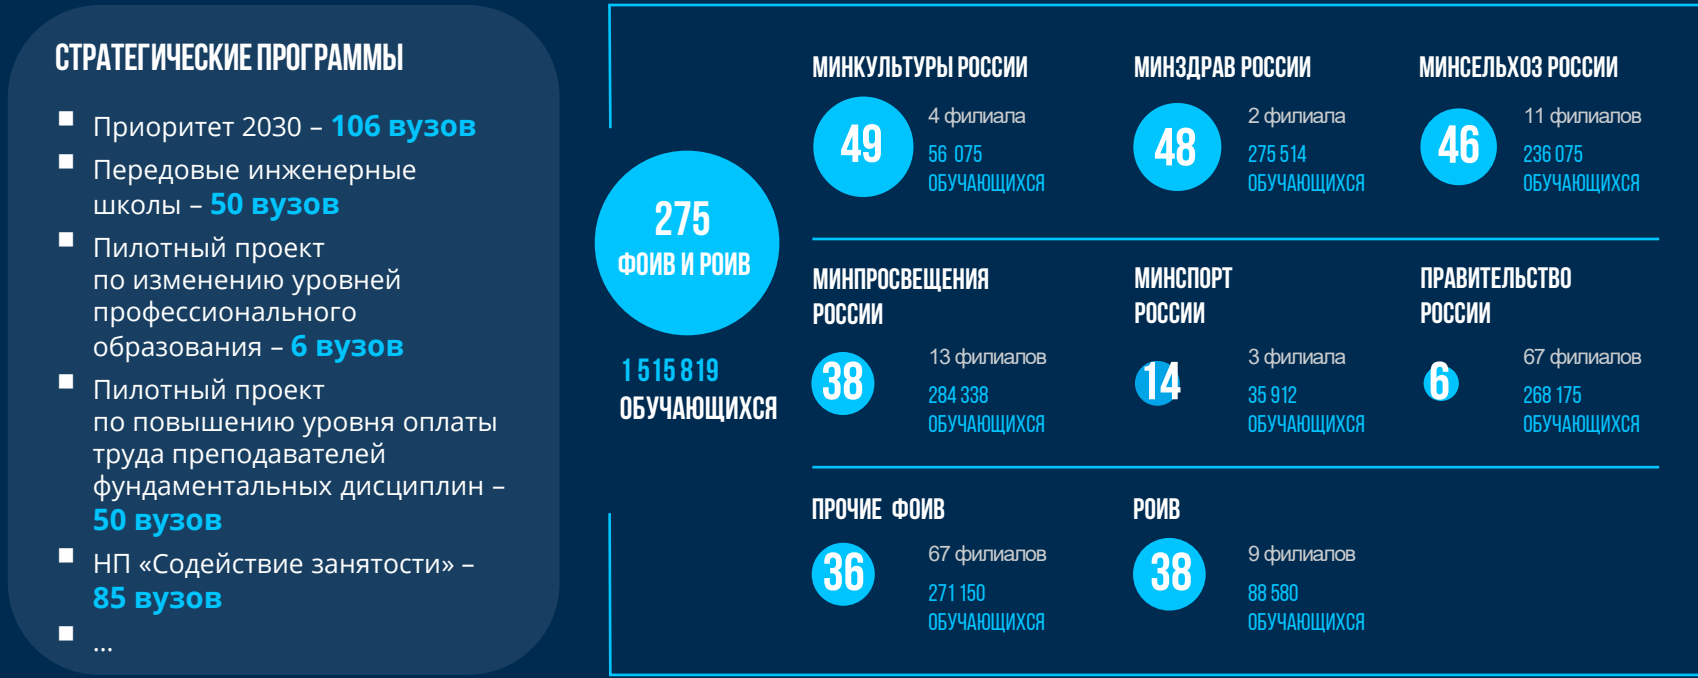 СТРАТЕГИЧЕСКИЕ ПРОГРАММЫ
Приоритет 2030 – 106 вузов
Передовые инженерные
школы – 50 вузов
Пилотный проект
по изменению уровней
профессионального
образования – 6 вузов
Пилотный проект
по повышению уровня оплаты
труда преподавателей
фундаментальных дисциплин –
50 вузов
НП «Содействие занятости» –
85 вузов
...
275
ФОИВ И РОИВ
1 515 819
ОБУЧАЮЩИХСЯ
МИНКУЛЬТУРЫ РОССИИ
49
4 филиала
56 075
ОБУЧАЮЩИХСЯ
МИНЗДРАВ РОССИИ
48
2 филиала
275 514
ОБУЧАЮЩИХСЯ
МИНСЕЛЬХОЗ РОССИИ
46
11 филиалов
236 075
ОБУЧАЮЩИХСЯ
МИНПРОСВЕЩЕНИЯ
РОССИИ
38
13 филиалов
284 338
ОБУЧАЮЩИХСЯ
МИНСПОРТ
РОССИИ
14
3 филиала
35 912
ОБУЧАЮЩИХСЯ
ПРАВИТЕЛЬСТВО
РОССИИ
6
67 филиалов
268 175
ОБУЧАЮЩИХСЯ
ПРОЧИЕ ФОИВ
36
67 филиалов
271 150
ОБУЧАЮЩИХСЯ
РОИВ
38
9 филиалов
88 580
ОБУЧАЮЩИХСЯ